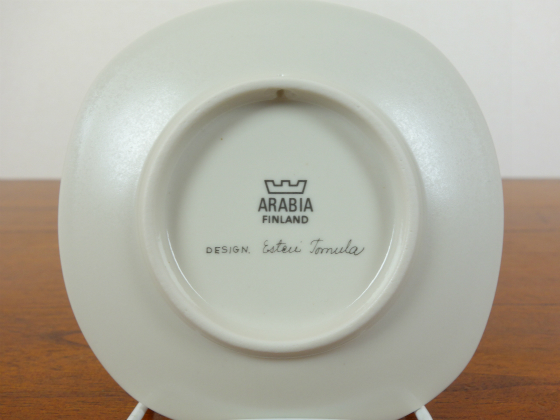 ARABIA
FINLAND
DESIGN. Esteri Tomula